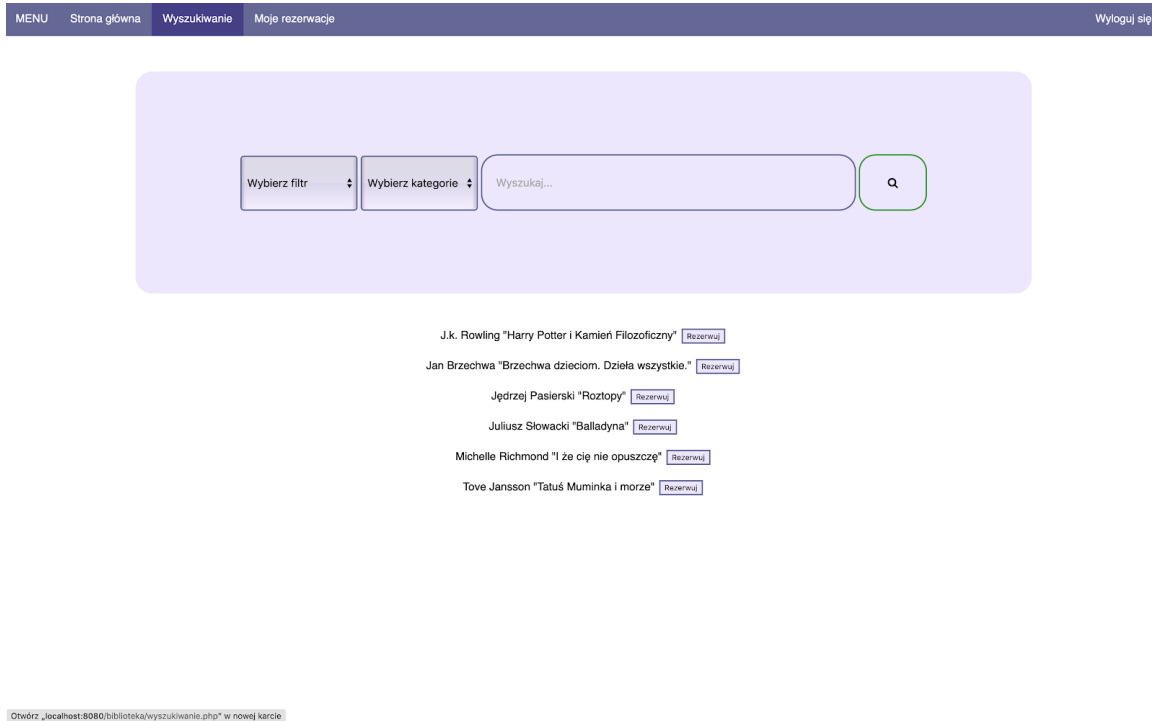 MENU Strona główna Wyszukiwanie Moje rezerwacje Wyloguj się
Wybierz filtr Wybierz kategorie Wyszukaj...
J.k. Rowling "Harry Potter i Kamień Filozoficzny" Rezerwuj
Jan Brzechwa "Brzechwa dzieciom. Dzieła wszystkie." Rezerwuj
Jędrzej Pasierski "Roztopy" Rezerwuj
Juliusz Słowacki "Balladyna" Rezerwuj
Michelle Richmond "I że cię nie opuszczę" Rezerwuj
Tove Jansson "Tatuś Muminka i morze" Rezerwuj
Otwórz „localhost:8080/biblioteka/wyszukiwanie.php” w nowej karcie